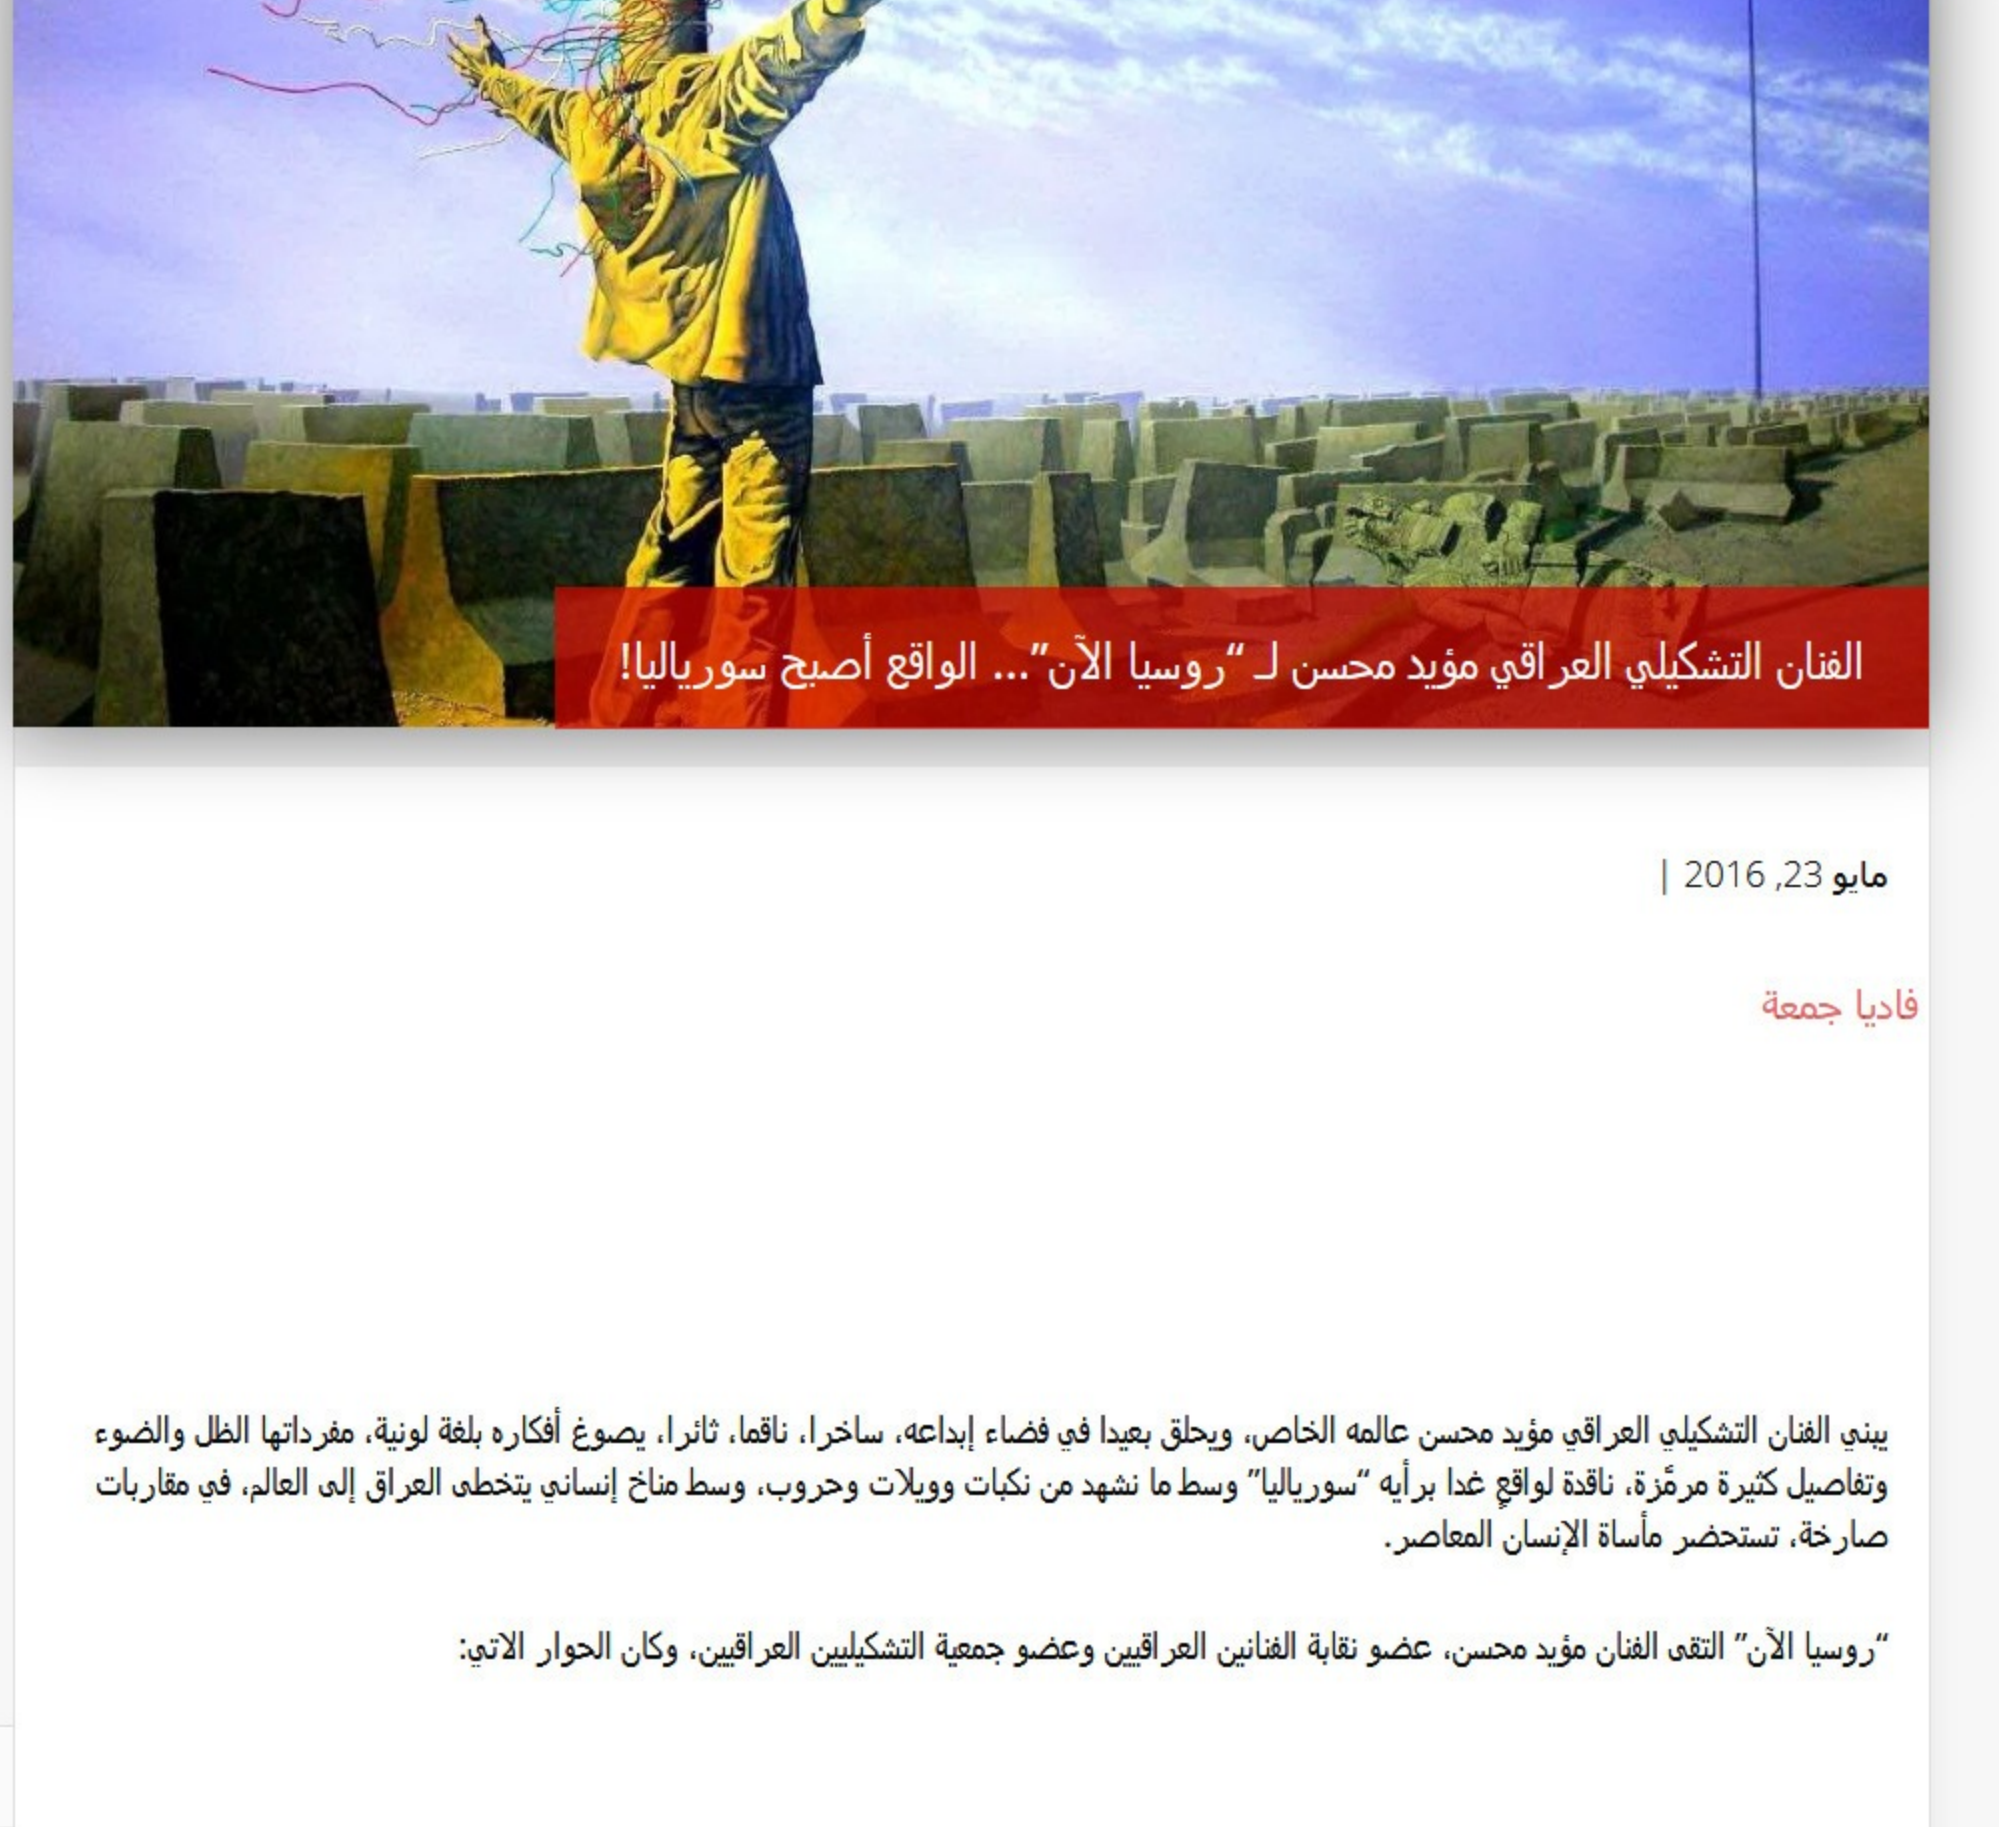 الفنان التشكيلي العراقي مؤيد محسن لـ “روسيا الآن”... الواقع أصبح سورياليا!
مايو 23, 2016 |
فاديا جمعة
يبني الفنان التشكيلي العراقي مؤيد محسن عالمه الخاص، ويحلق بعيدا في فضاء إبداعه، ساخرا، ناقما، ثائرا، يصوغ أفكاره بلغة لونية، مفرداتها الظل والضوء
وتفاصيل كثيرة مرمَّزة، ناقدة لواقعٍ غدا برأيه “سورياليا” وسط ما نشهد من نكبات وويلات وحروب، وسط مناخ إنساني يتخطى العراق إلى العالم، في مقاربات
صارخة، تستحضر مأساة الإنسان المعاصر.
“روسيا الآن” التقى الفنان مؤيد محسن، عضو نقابة الفنانين العراقيين وعضو جمعية التشكيليين العراقيين، وكان الحوار الاتي: